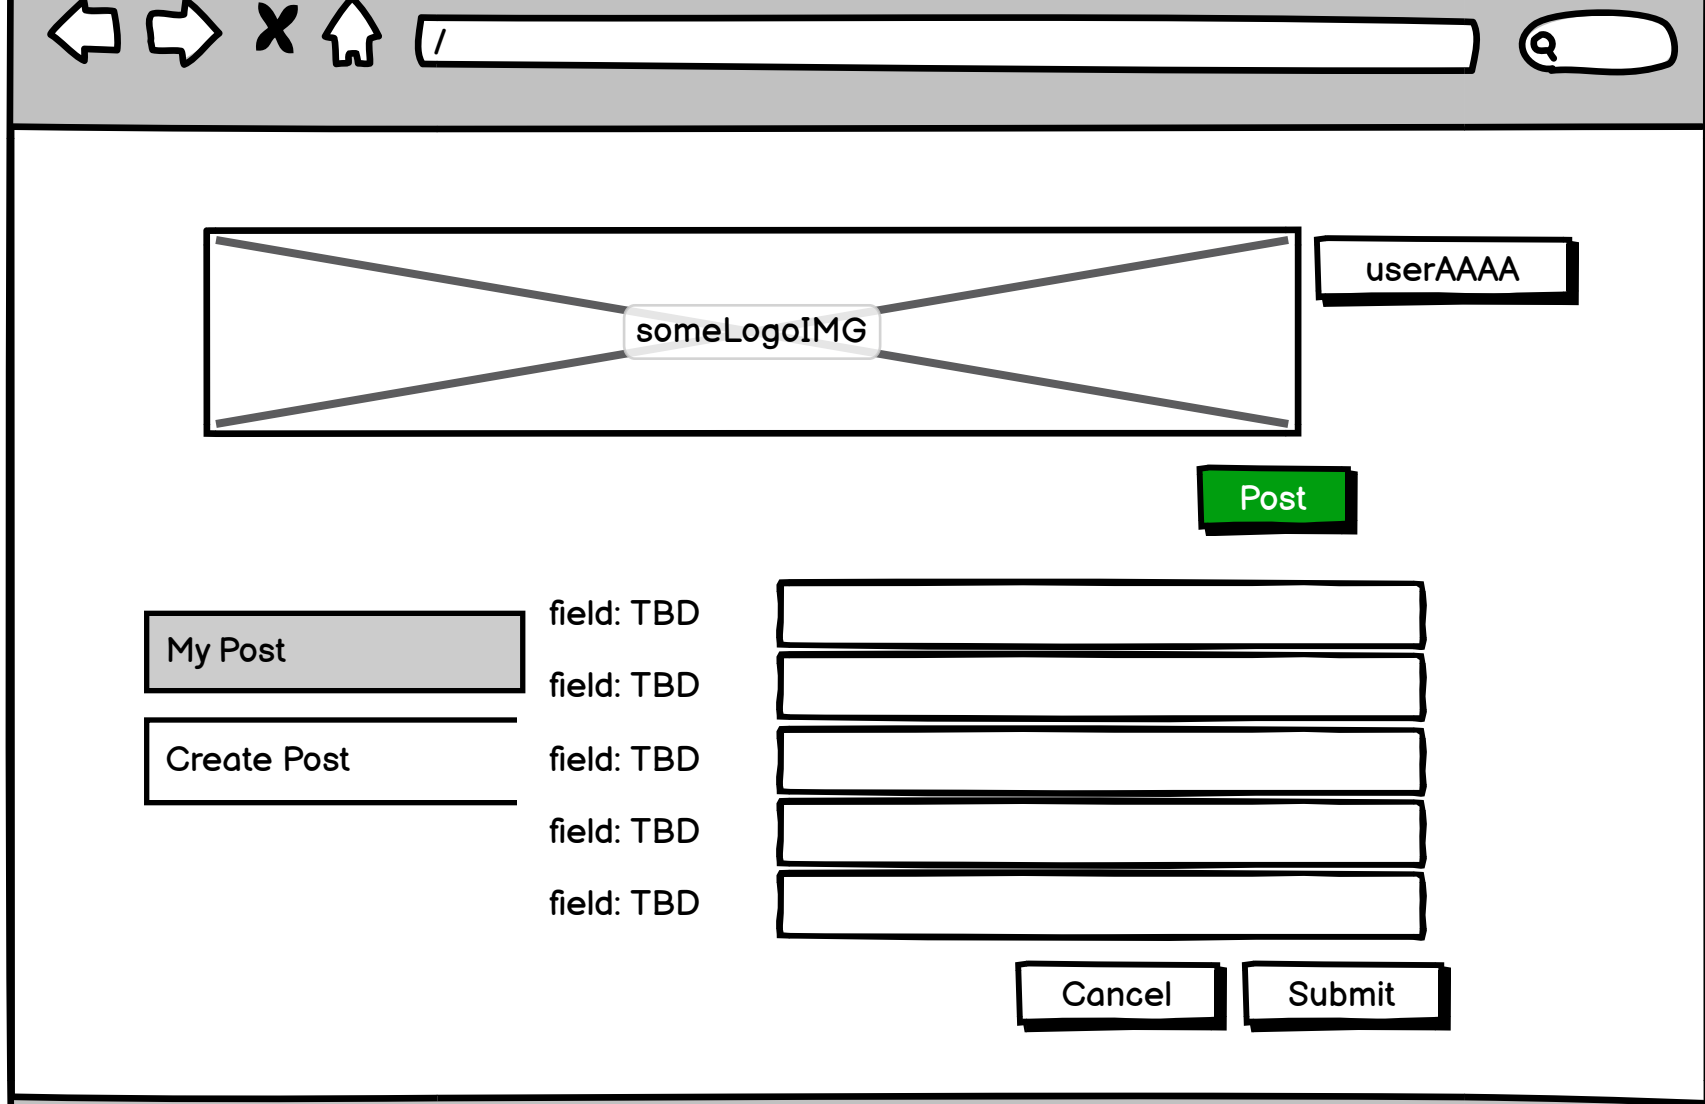 /
someLogoIMG
userAAAA
Post
My Post
Create Post
field: TBD
field: TBD
field: TBD
field: TBD
field: TBD
Cancel
Submit